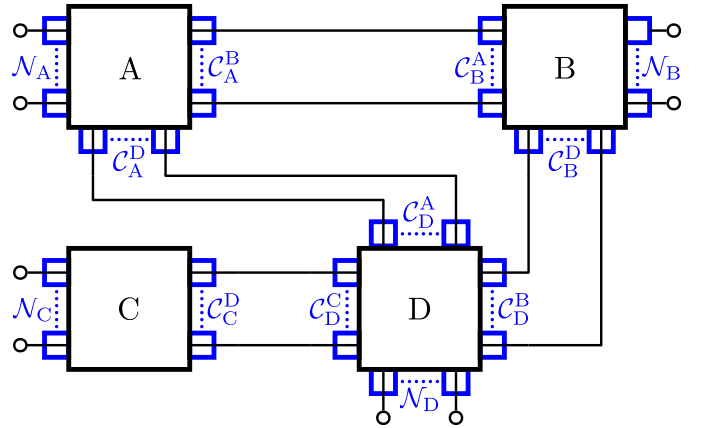 𝒩_A A 𝒞_A^B 𝒞_B^A B 𝒩_B
𝒞_A^D 𝒞_B^D
𝒞_D^A
𝒩_C C 𝒞_C^D 𝒞_D^C D 𝒞_D^B
𝒩_D